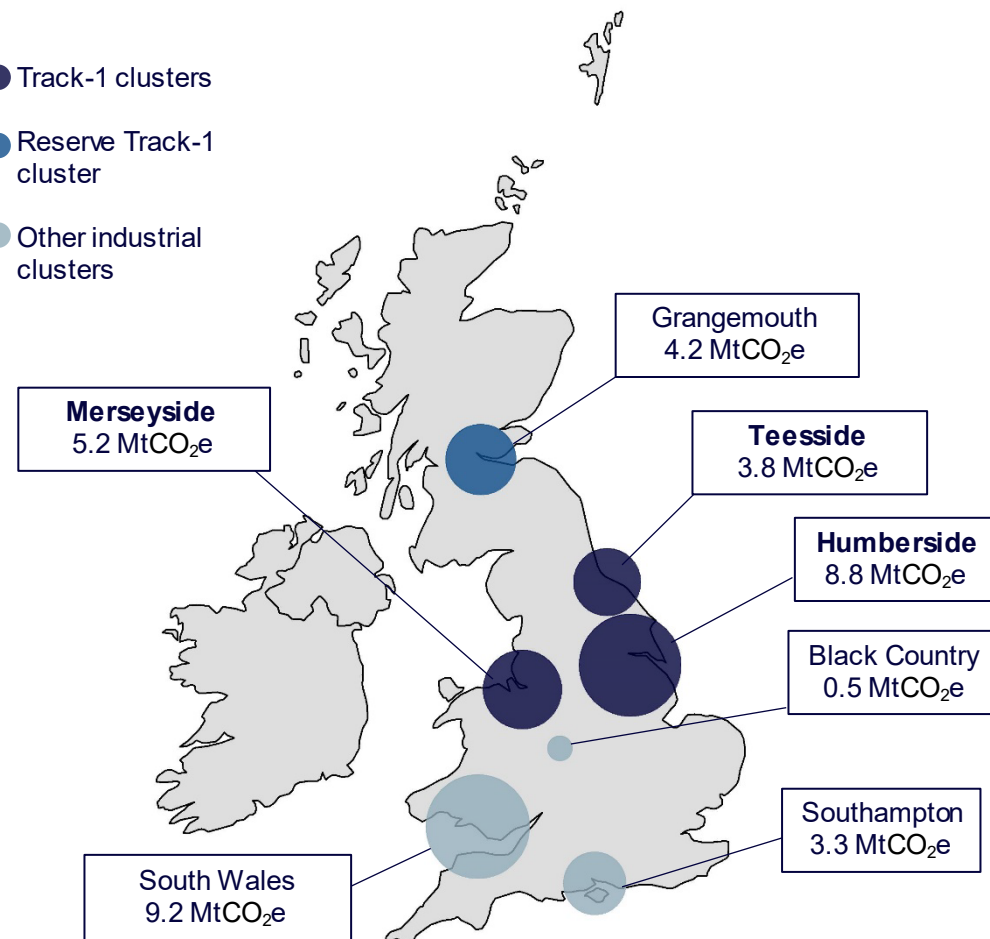 Track-1 clusters
Reserve Track-1
cluster
Other industrial
clusters
Grangemouth
4.2 MtCO₂e
Merseyside
5.2 MtCO₂e
Teesside
3.8 MtCO₂e
Humberside
8.8 MtCO₂e
Black Country
0.5 MtCO₂e
Southampton
3.3 MtCO₂e
South Wales
9.2 MtCO₂e